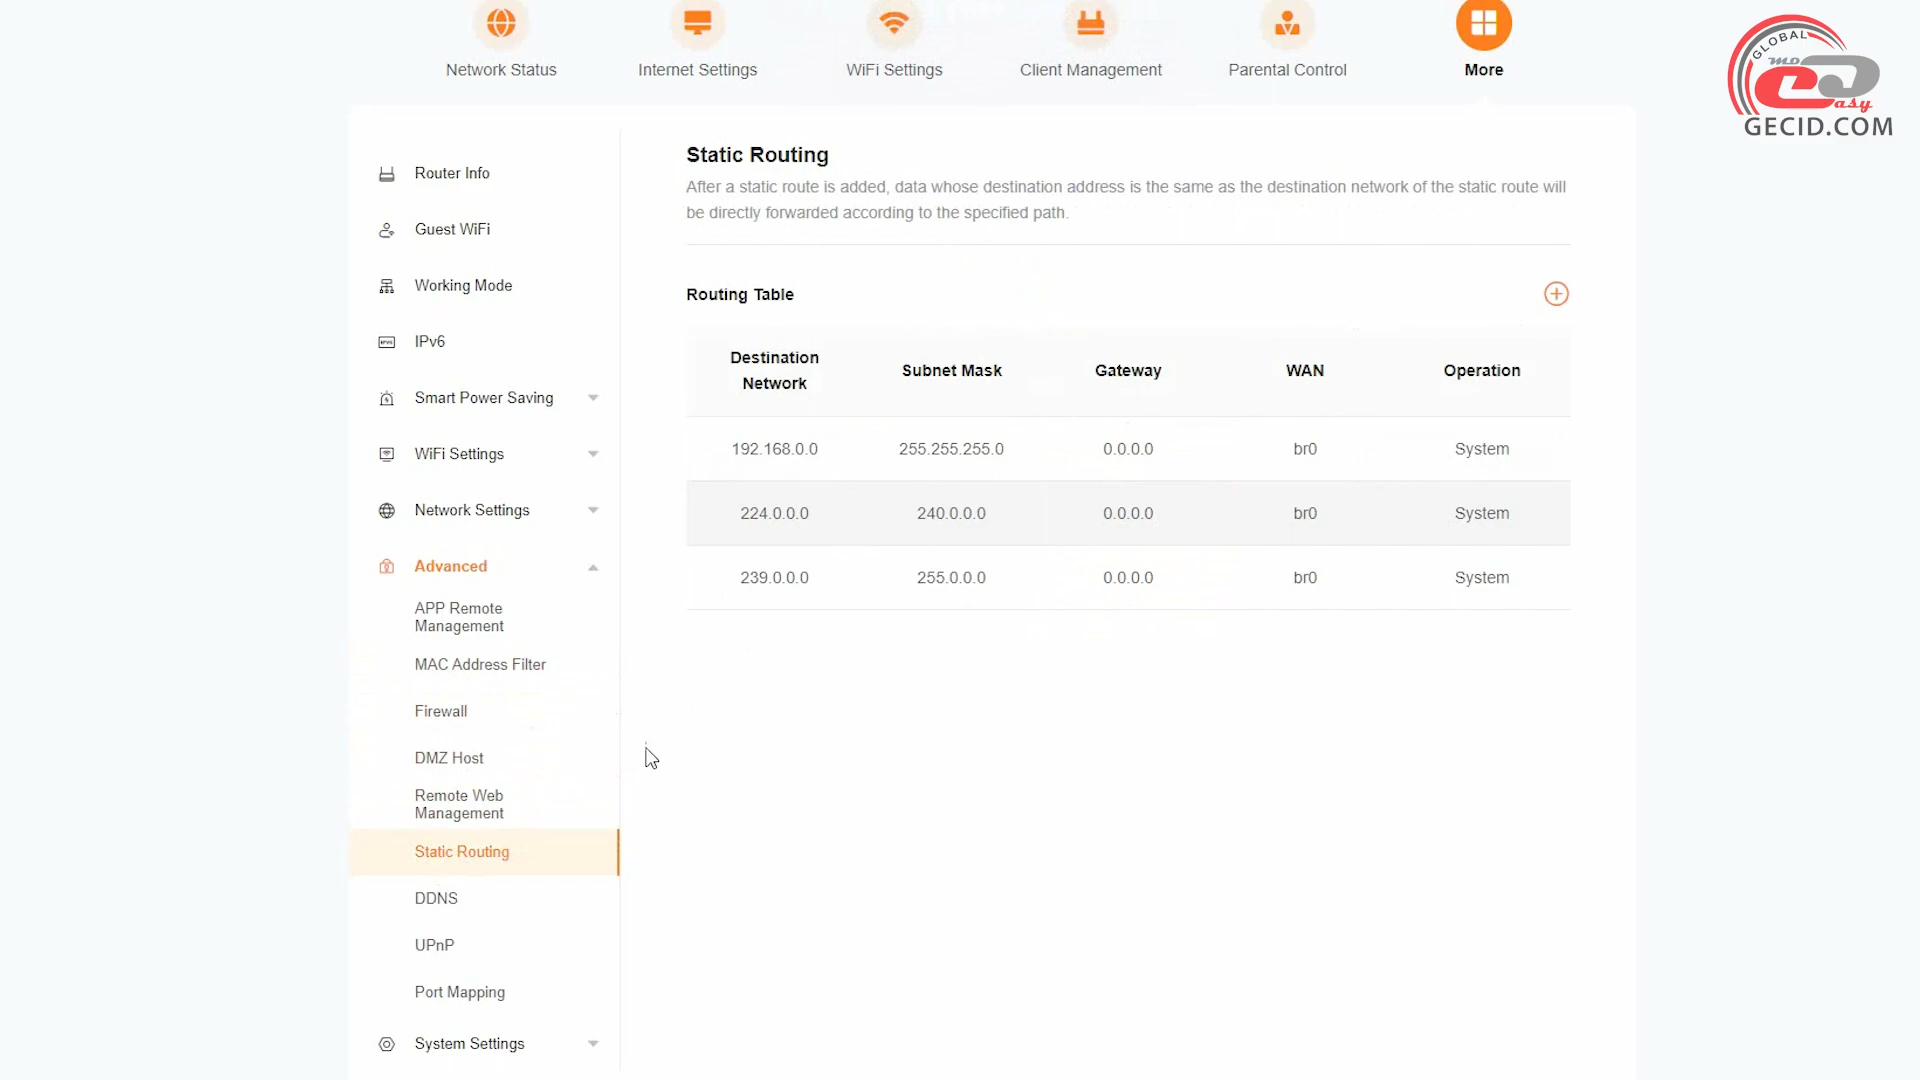 Network Status
Internet Settings
WiFi Settings
Client Management
Parental Control
More
GLOBAL
mo
asy
GECID.COM
Router Info
Guest WiFi
Working Mode
IPv6
Smart Power Saving
WiFi Settings
Network Settings
Advanced
APP Remote
Management
MAC Address Filter
Firewall
DMZ Host
Remote Web
Management
Static Routing
DDNS
UPnP
Port Mapping
System Settings
Static Routing
After a static route is added, data whose destination address is the same as the destination network of the static route will
be directly forwarded according to the specified path.
Routing Table
Destination
Network
Subnet Mask
Gateway
WAN
Operation
192.168.0.0 255.255.255.0 0.0.0.0 br0 System
224.0.0.0 240.0.0.0 0.0.0.0 br0 System
239.0.0.0 255.0.0.0 0.0.0.0 br0 System